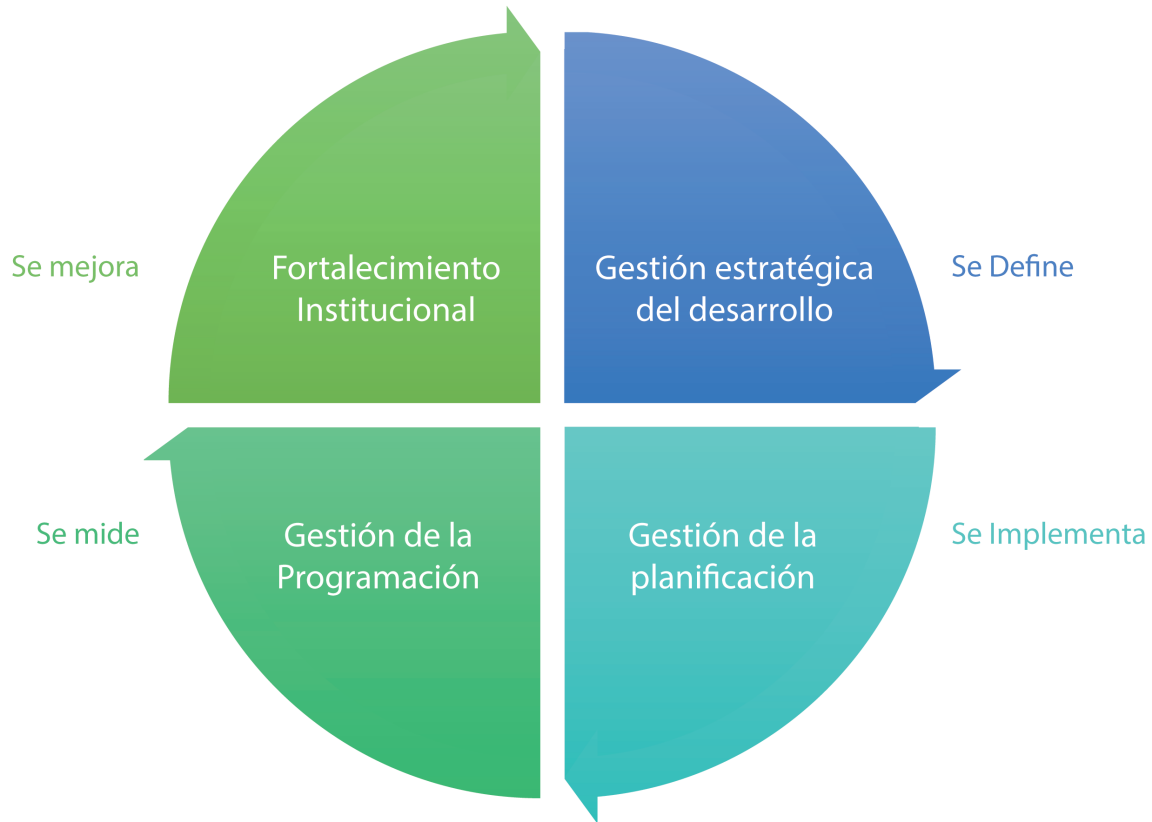 Se mejora
Fortalecimiento
Institucional
Gestión estratégica
del desarrollo
Se Define
Se mide
Gestión de la
Programación
Gestión de la
planificación
Se Implementa